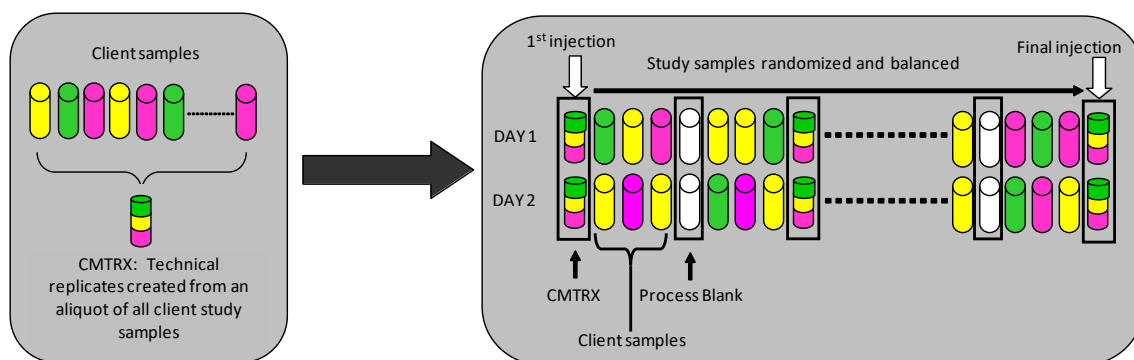 Client samples
CMTRX: Technical
replicates created from an
aliquot of all client study
samples
1st injection
Final injection
Study samples randomized and balanced
DAY 1
DAY 2
CMTRX
Process Blank
Client samples